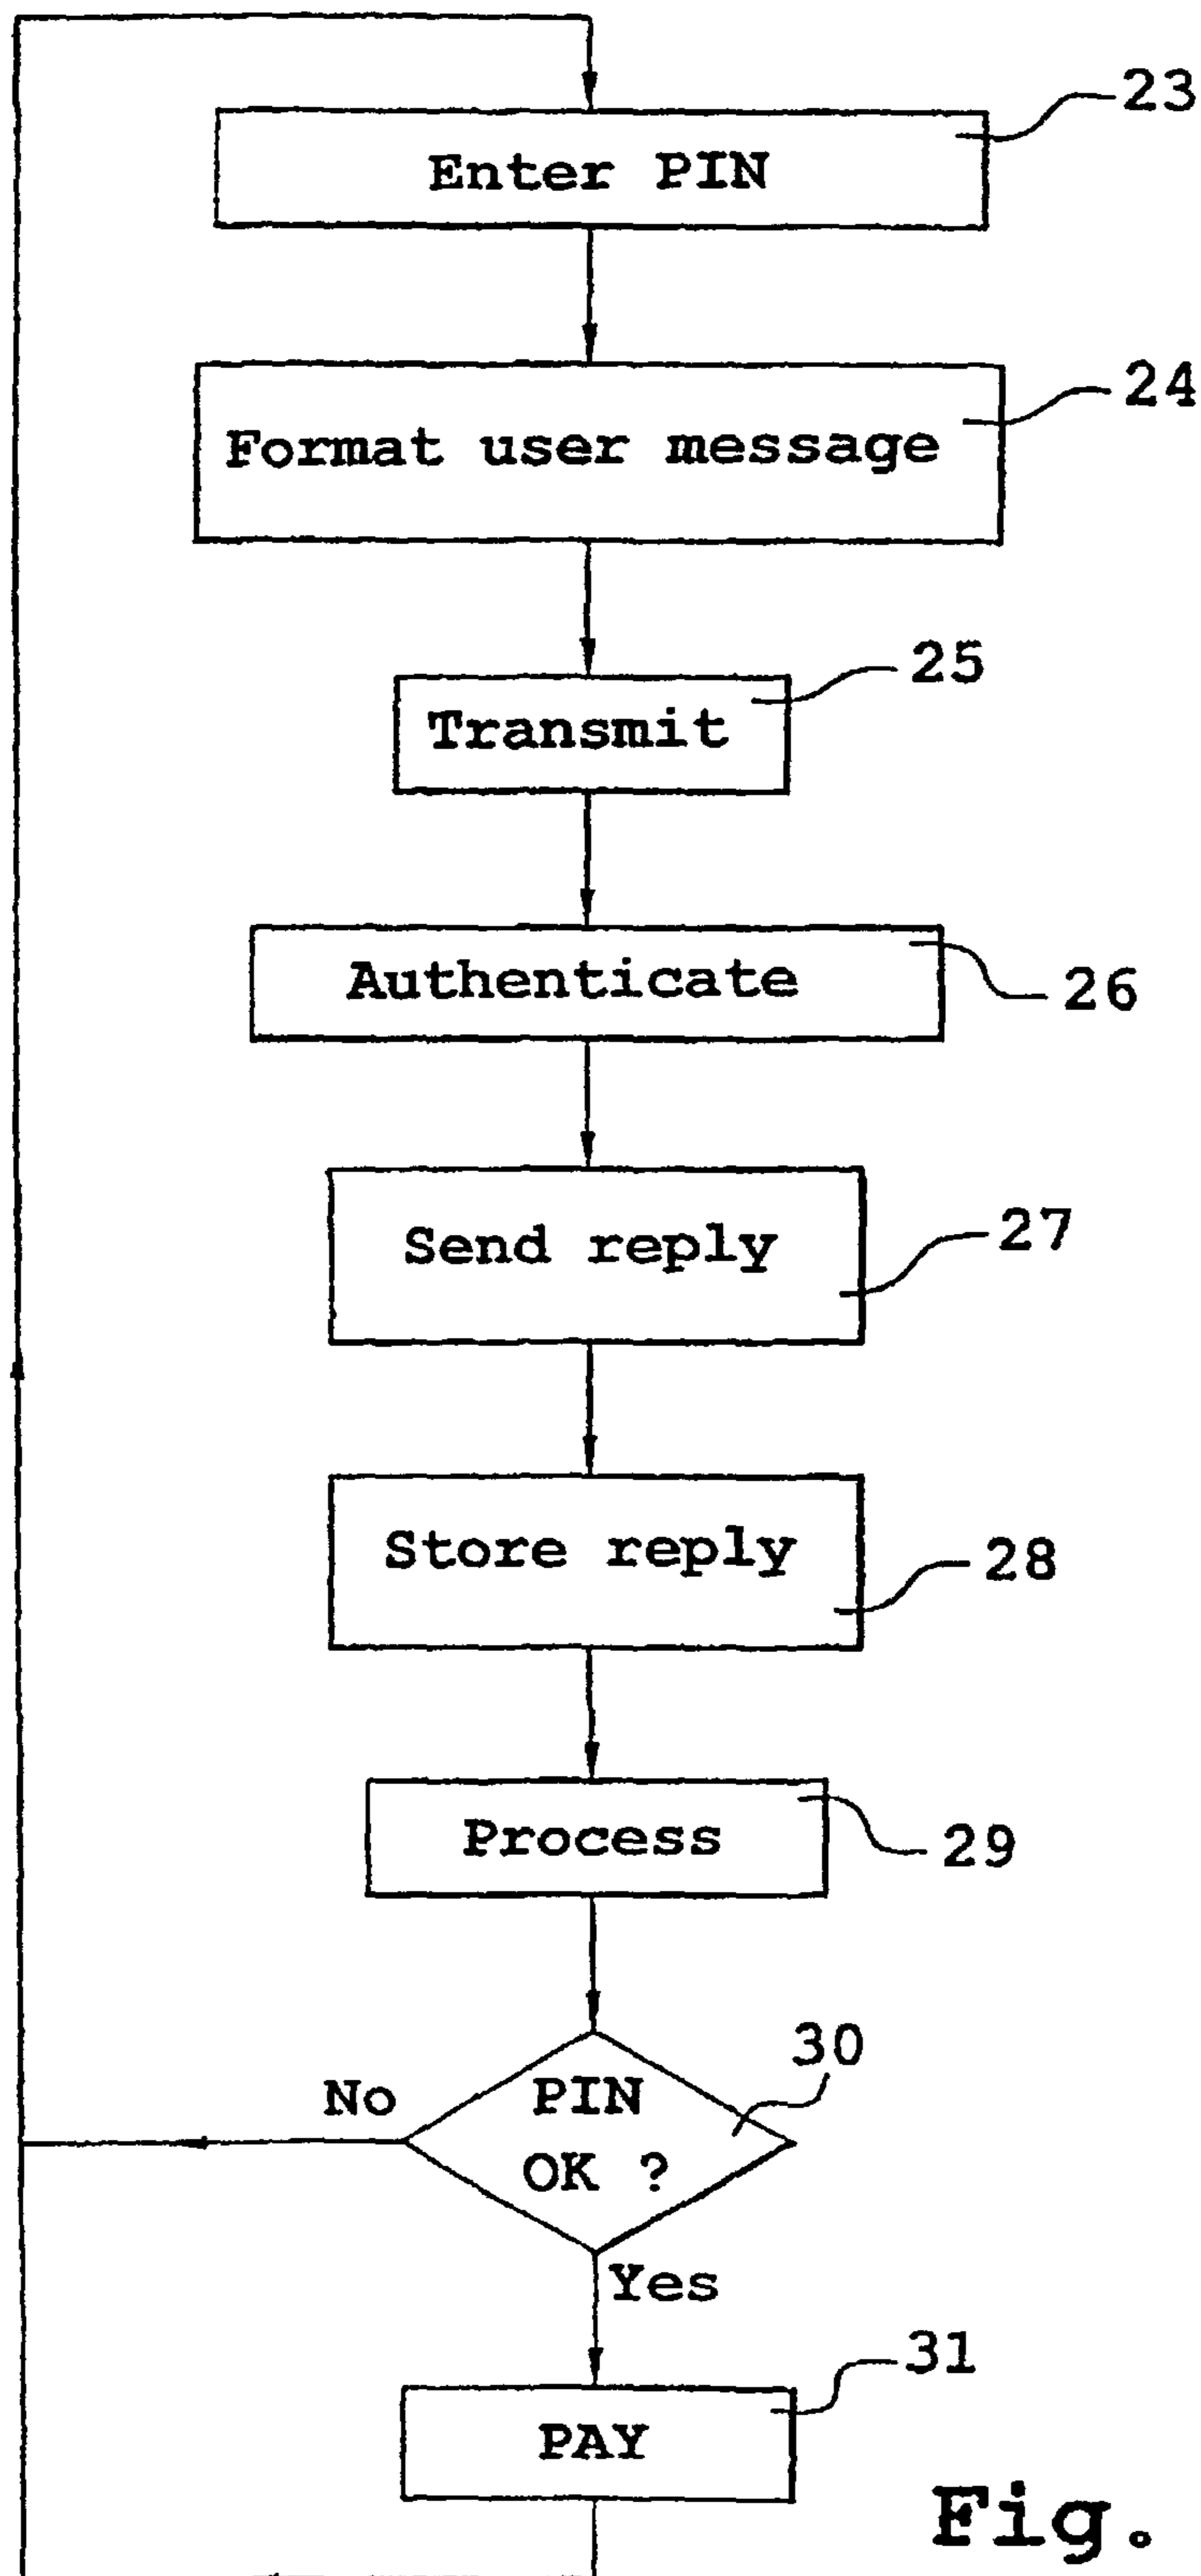 23
Enter PIN
24
Format user message
25
Transmit
Authenticate
26
Send reply
27
Store reply
28
Process
29
30
No
PIN
OK ?
Yes
31
PAY
Fig.